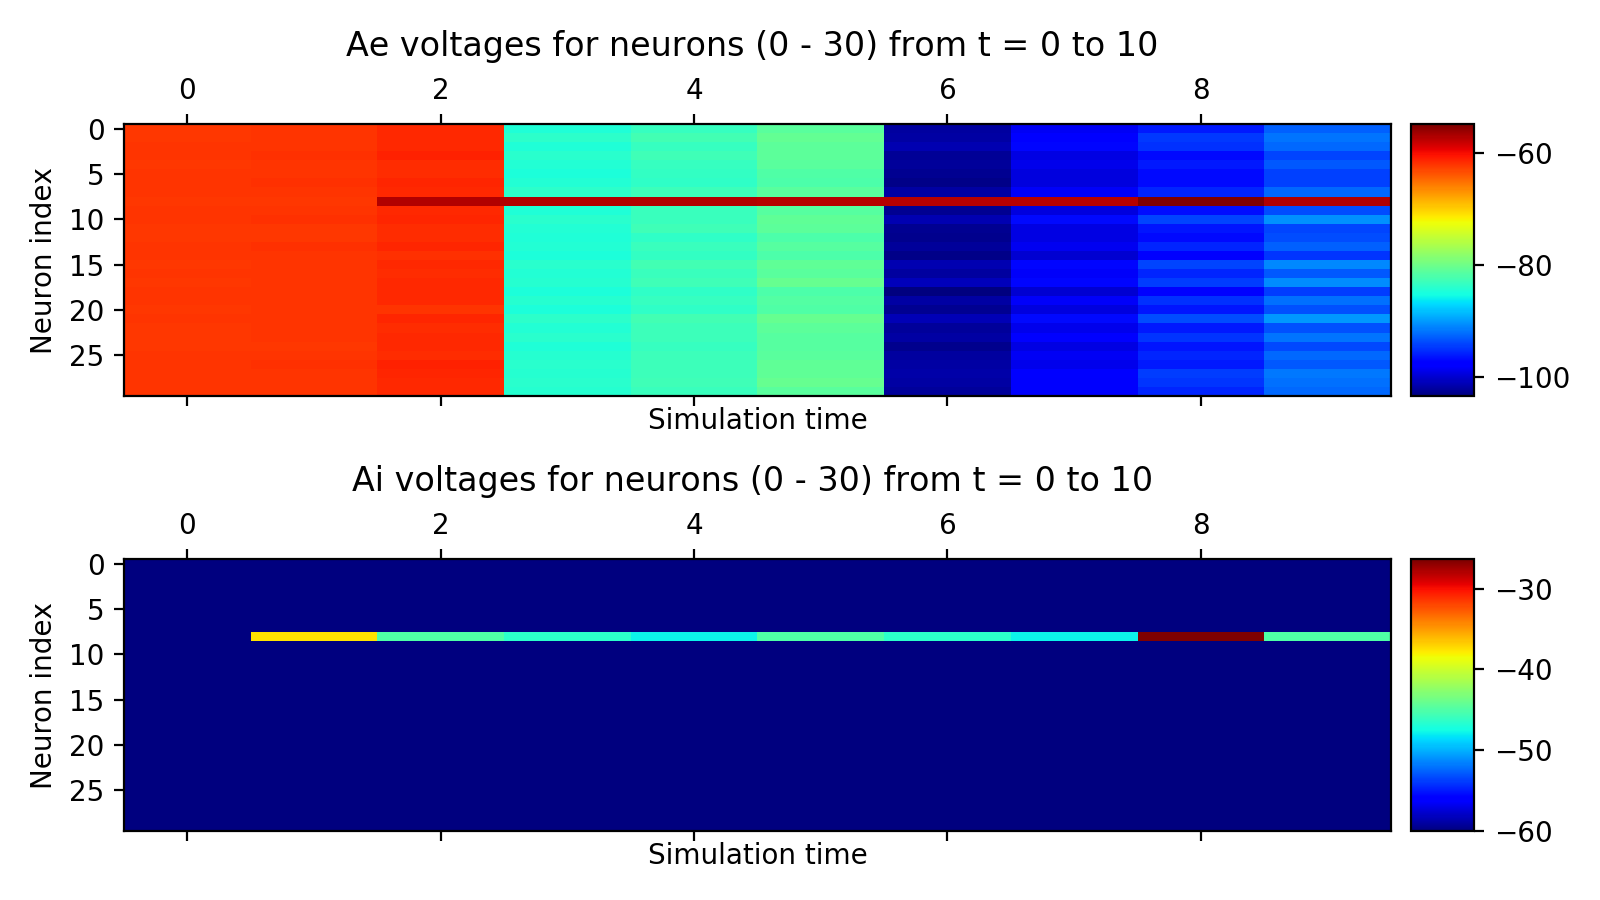 Ae voltages for neurons (0 - 30) from t = 0 to 10
0 2 4 6 8
Neuron index
0
5
10
15
20
25
−60
−80
−100
Simulation time
Ai voltages for neurons (0 - 30) from t = 0 to 10
0 2 4 6 8
Neuron index
0
5
10
15
20
25
−30
−40
−50
−60
Simulation time